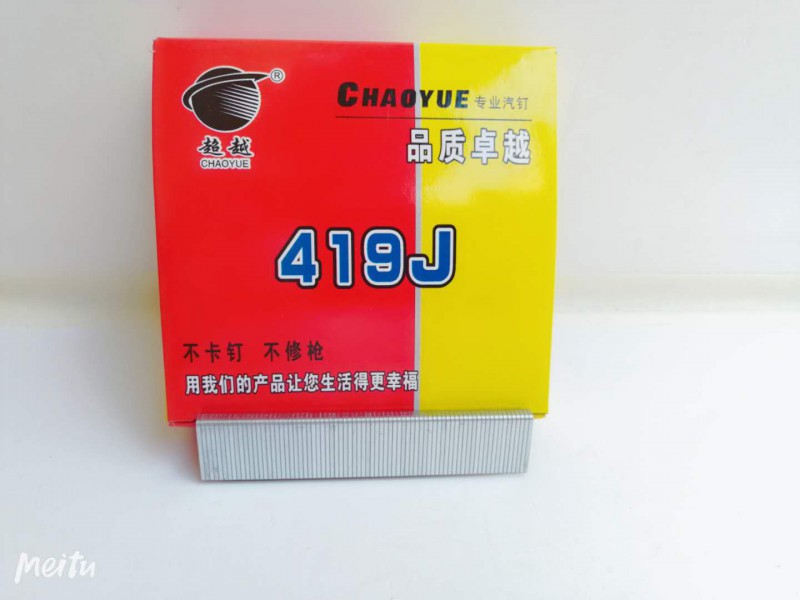 ®
超越
CHAOYUE
CHAOYUE 专业汽钉
品质卓越
419J
不卡钉 不修枪
用我们的产品让您生活得更幸福
meitu